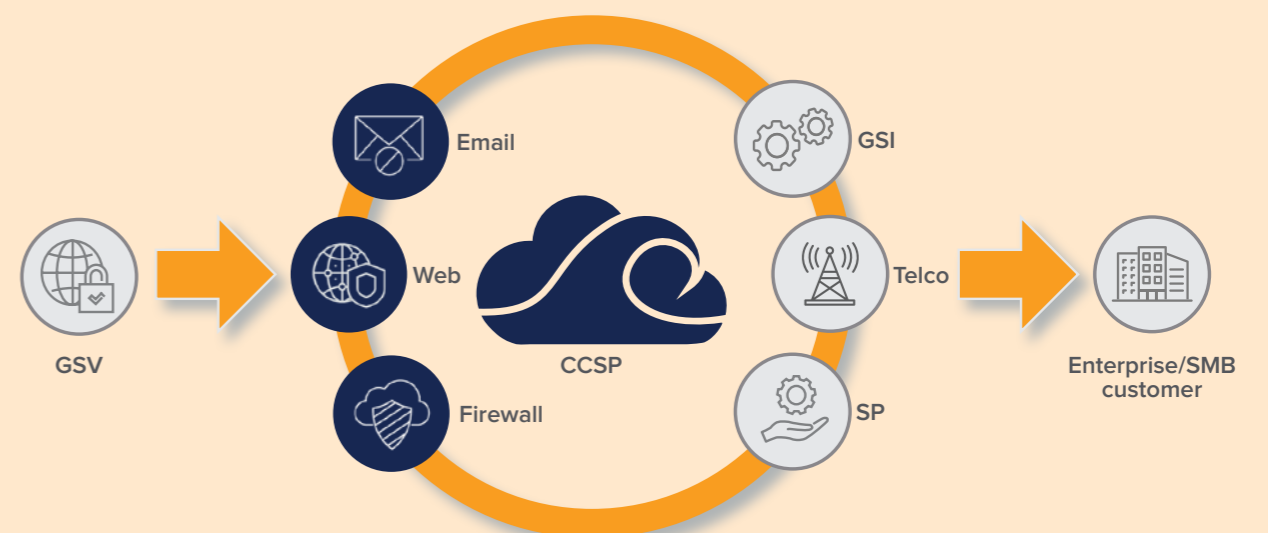 Email
GSI
Web
Telco
GSV
CCSP
Enterprise/SMB
customer
Firewall
SP